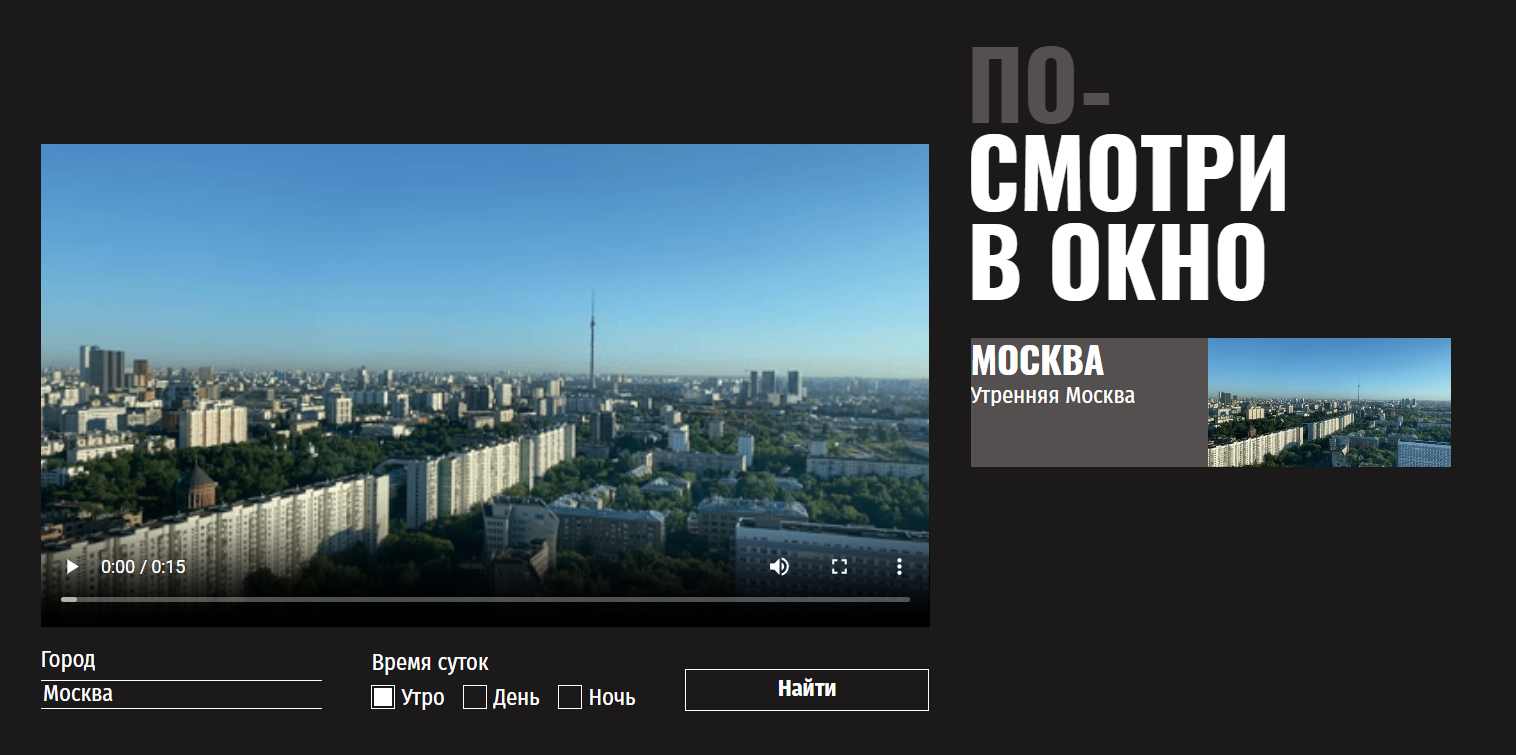 ПО-
СМОТРИ
В ОКНО
МОСКВА
Утренняя Москва
0:00 / 0:15
Город
Москва
Время суток
Утро День Ночь
Найти